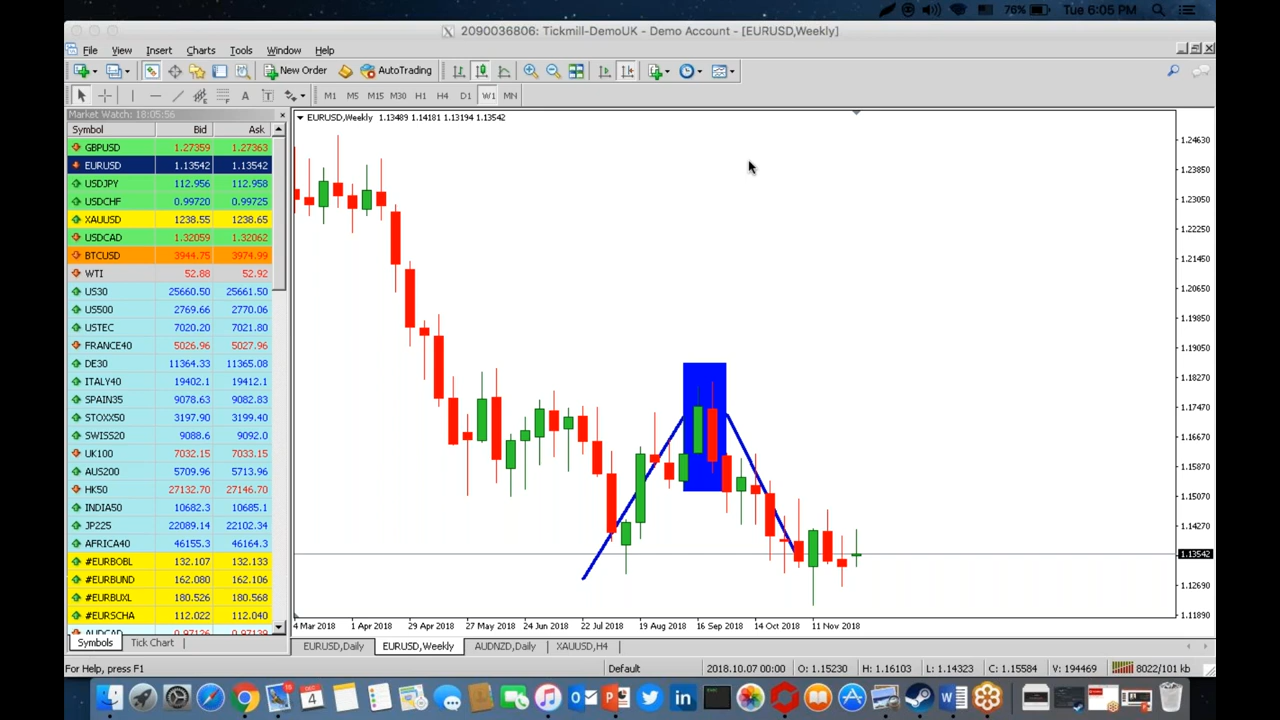 76% Tue 6:05 PM
2090036806: Tickmill-DemoUK - Demo Account - [EURUSD,Weekly]
File View Insert Charts Tools Window Help
New Order AutoTrading
A T M1 M5 M15 M30 H1 H4 D1 W1 MN
Market Watch: 18:05:56
Symbol Bid Ask
GBPUSD 1.27359 1.27363
EURUSD 1.13542 1.13542
USDJPY 112.956 112.958
USDCHF 0.99720 0.99725
XAUUSD 1238.55 1238.65
USDCAD 1.32059 1.32062
BTCUSD 3944.75 3974.99
WTI 52.88 52.92
US30 25660.50 25661.50
US500 2769.66 2770.06
USTEC 7020.20 7021.80
FRANCE40 5026.96 5027.96
DE30 11364.33 11365.08
ITALY40 19402.1 19412.1
SPAIN35 9078.63 9082.83
STOXX50 3197.90 3199.40
SWISS20 9088.6 9092.0
UK100 7032.15 7033.15
AUS200 5709.96 5713.96
HK50 27132.70 27146.70
INDIA50 10682.3 10685.1
JP225 22089.14 22102.34
AFRICA40 46155.3 46164.3
#EURBOBL 132.107 132.133
#EURBUND 162.080 162.106
#EURBUXL 180.526 180.568
#EURSCHA 112.022 112.040
AUDCAD 0.97126 0.97139
Symbols Tick Chart
EURUSD,Weekly 1.13489 1.14181 1.13194 1.13542
1.24630
1.23850
1.23050
1.22250
1.21450
1.20650
1.19850
1.19050
1.18270
1.17470
1.16670
1.15870
1.15070
1.14270
1.13542
1.12690
1.11890
4 Mar 2018 1 Apr 2018 29 Apr 2018 27 May 2018 24 Jun 2018 22 Jul 2018 19 Aug 2018 16 Sep 2018 14 Oct 2018 11 Nov 2018
EURUSD,Daily EURUSD,Weekly AUDNZD,Daily XAUUSD,H4
For Help, press F1 Default 2018.10.07 00:00 O: 1.15230 H: 1.16103 L: 1.14323 C: 1.15584 V: 194469 8022/101 kb